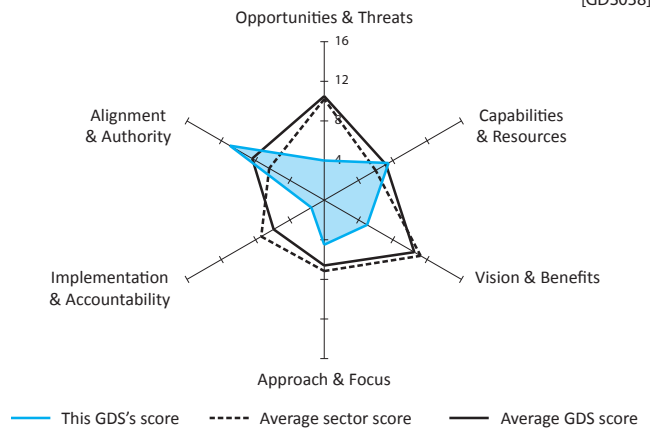 Opportunities & Threats
16
12
8
4
Alignment
& Authority
Capabilities
& Resources
Implementation
& Accountability
Vision & Benefits
Approach & Focus
This GDS's score
Average sector score
Average GDS score